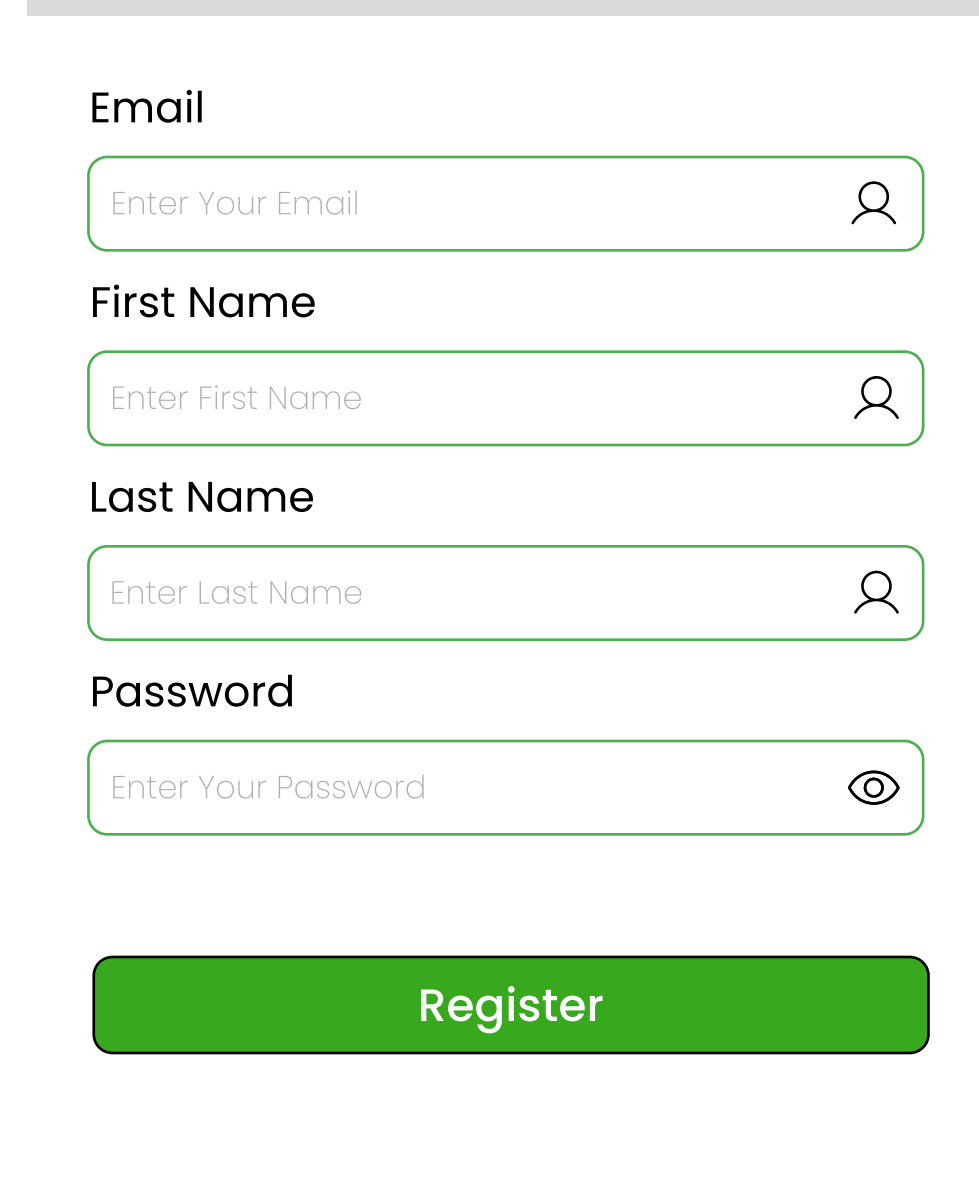 Email
Enter Your Email
First Name
Enter First Name
Last Name
Enter Last Name
Password
Enter Your Password
Register